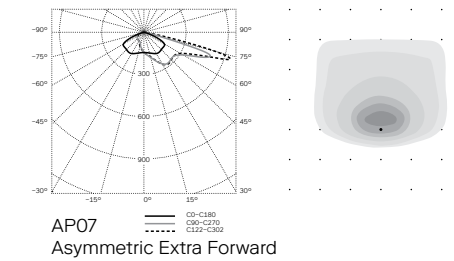 -90° 90°
-75° 75°
-60° 300 60°
-45° 600 45°
900
-30° 30°
-15° 0° 15°
AP07
C0-C180
C90-C270
C122-C302
Asymmetric Extra Forward